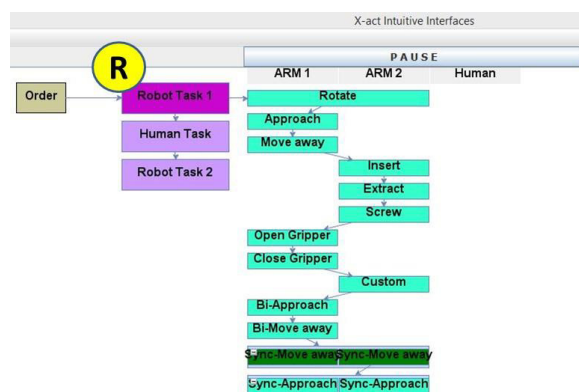 X-act Intuitive Interfaces
PAUSE
ARM 1 ARM 2 Human
R
Order Robot Task 1 Rotate
Approach
Human Task
Move away
Robot Task 2 Insert
Extract
Screw
Open Gripper
Close Gripper
Custom
Bi-Approach
Bi-Move away
Sync-Move away Sync-Move away
Sync-Approach Sync-Approach